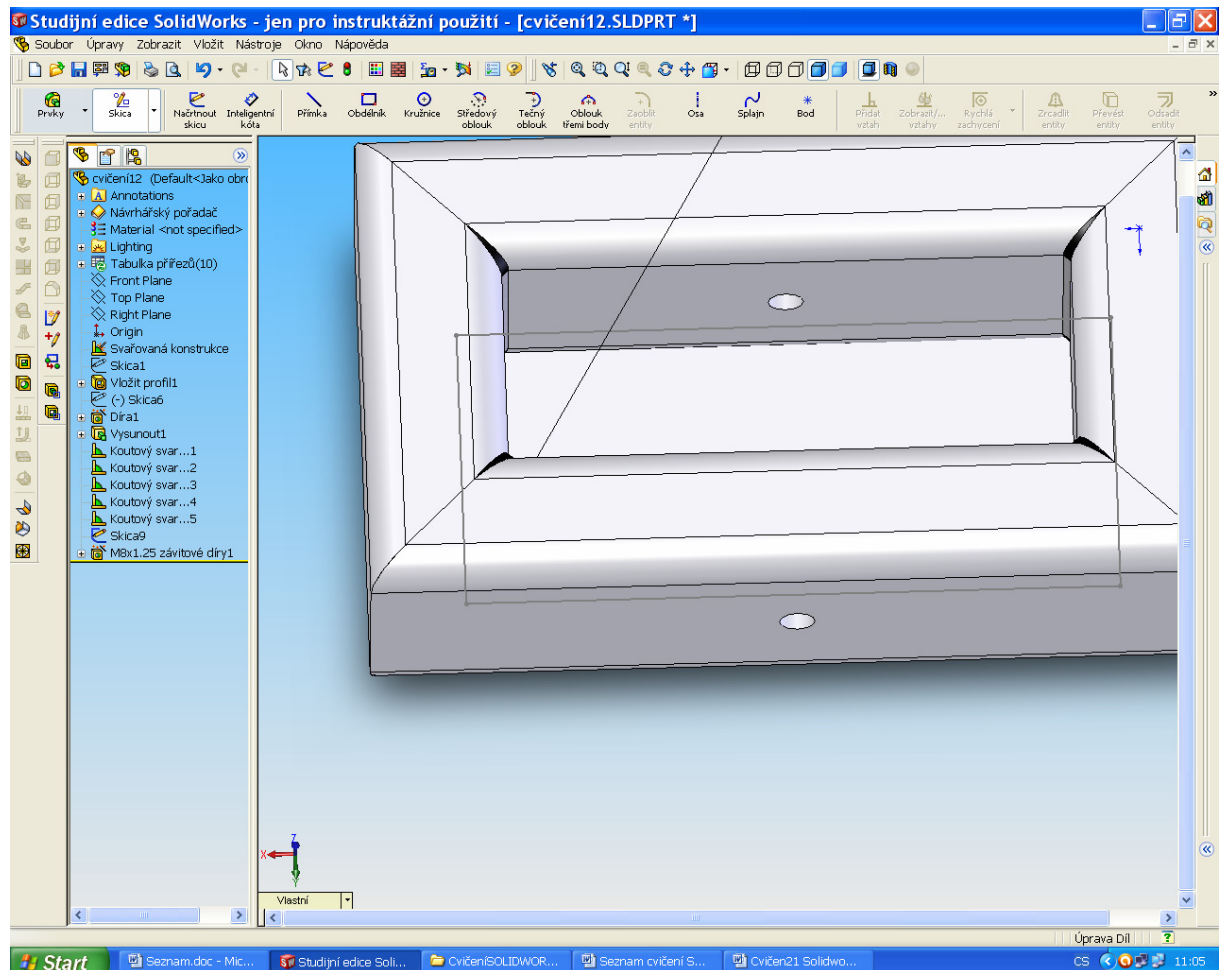 Studijní edice SolidWorks - jen pro instruktážní použití - [cvičení12.SLDPRT *]
Soubor Úpravy Zobrazit Vložit Nástroje Okno Nápověda
Prvky Skica Načrtnout skicu Inteligentní kóta Přímka Obdélník Kružnice Středový oblouk Tečný oblouk Oblouk třemi body Zaoblit entity Osa Splajn Bod Přidat vztah Zobrazit/... vztahy Rychlá zachycení Zrcadlit entity Převést entity Odsadit entity
cvičení12 (Default<Jako obr
Annotations
Návrhářský pořadač
Material <not specified>
Lighting
Tabulka přířezů(10)
Front Plane
Top Plane
Right Plane
Origin
Svařovaná konstrukce
Skica1
Vložit profil1
(-) Skica6
Díra1
Vysunout1
Koutový svar...1
Koutový svar...2
Koutový svar...3
Koutový svar...4
Koutový svar...5
Skica9
M8x1.25 závitové díry1
Z
X
Y
Vlastní
Úprava Díl
Start Seznam.doc - Mic... Studijní edice Soli... CvičeníSOLIDWOR... Seznam cvičení S... Cvičen21 Solidwo... CS 11:05